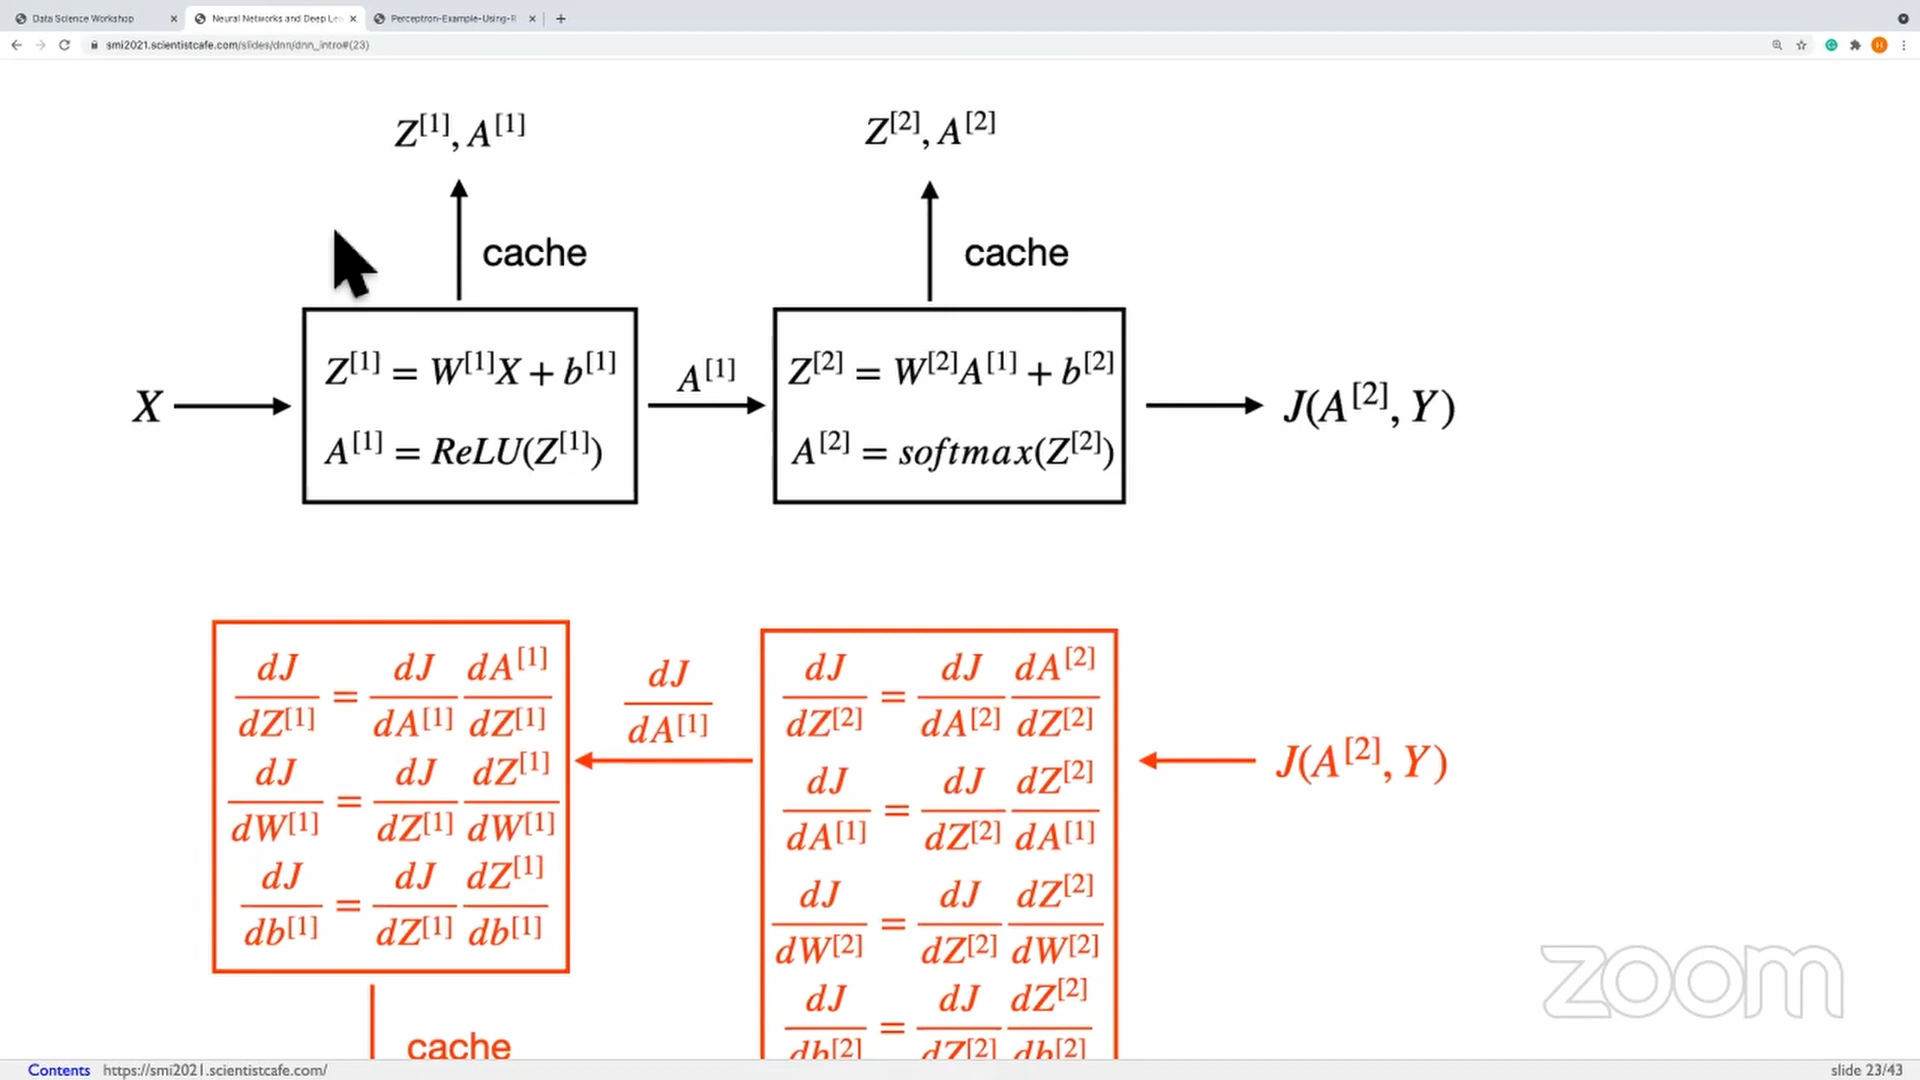 Data Science Workshop
Neural Networks and Deep Le
Perceptron-Example-Using-R
smi2021.scientistcafe.com/slides/dnn/dnn_intro#(23)
H
Z^[1], A^[1]
Z^[2], A^[2]
cache
cache
Z^[1] = W^[1]X + b^[1]
A^[1]
Z^[2] = W^[2]A^[1] + b^[2]
X
J(A^[2], Y)
A^[1] = ReLU(Z^[1])
A^[2] = softmax(Z^[2])
dJ/dZ^[1] = dJ/dA^[1] dA^[1]/dZ^[1]
dJ/dW^[1] = dJ/dZ^[1] dZ^[1]/dW^[1]
dJ/db^[1] = dJ/dZ^[1] dZ^[1]/db^[1]
dJ/dA^[1]
dJ/dZ^[2] = dJ/dA^[2] dA^[2]/dZ^[2]
dJ/dA^[1] = dJ/dZ^[2] dZ^[2]/dA^[1]
dJ/dW^[2] = dJ/dZ^[2] dZ^[2]/dW^[2]
dJ/db^[2] = dJ/dZ^[2] dZ^[2]/db^[2]
J(A^[2], Y)
cache
zoom
Contents https://smi2021.scientistcafe.com/
slide 23/43